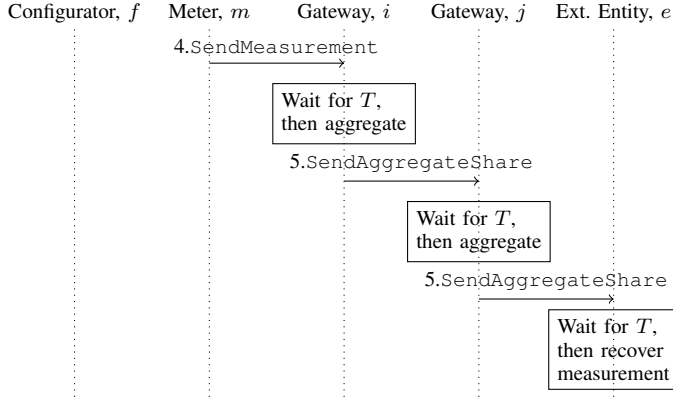 Configurator, f Meter, m Gateway, i Gateway, j Ext. Entity, e
4.SendMeasurement
Wait for T,
then aggregate
5.SendAggregateShare
Wait for T,
then aggregate
5.SendAggregateShare
Wait for T,
then recover
measurement